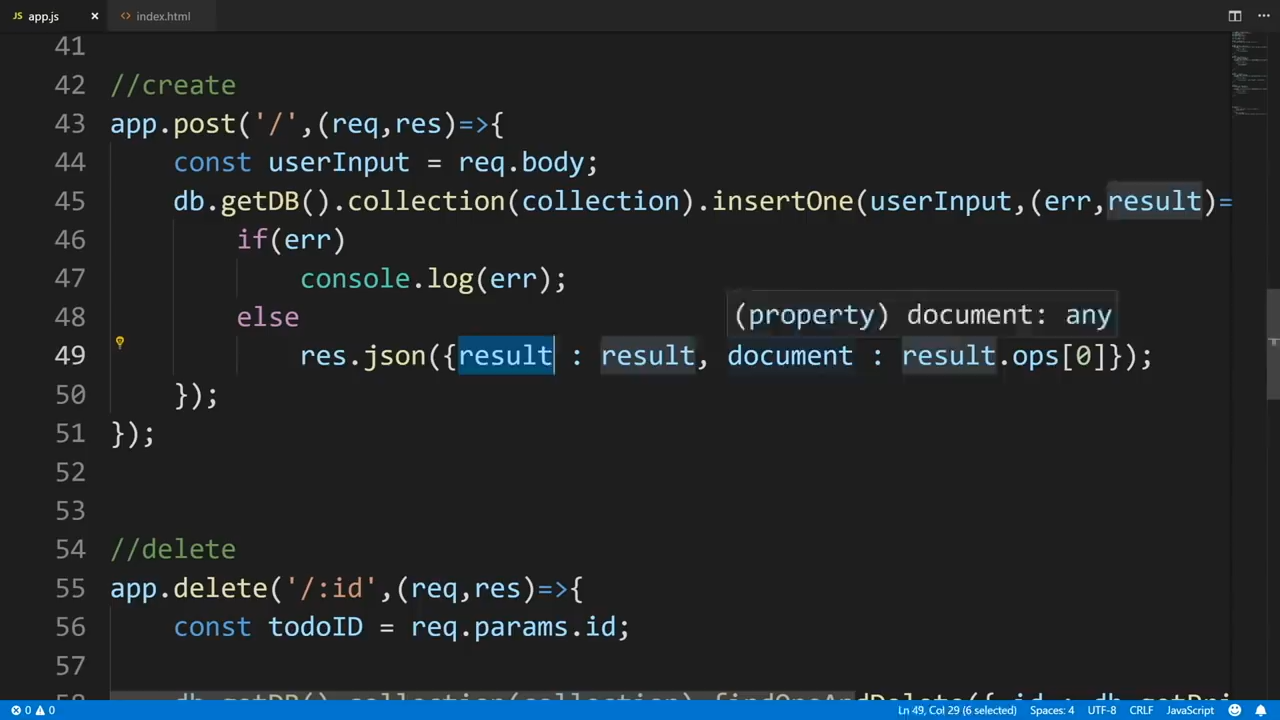 JS app.js × <> index.html ...
41
42 //create
43 app.post('/',(req,res)=>{
44 const userInput = req.body;
45 db.getDB().collection(collection).insertOne(userInput,(err,result)=
46 if(err)
47 console.log(err);
48 else
(property) document: any
49 res.json({result : result, document : result.ops[0]});
50 });
51 });
52
53
54 //delete
55 app.delete('/:id',(req,res)=>{
56 const todoID = req.params.id;
57
0 0 Ln 49, Col 29 (6 selected) Spaces: 4 UTF-8 CRLF JavaScript